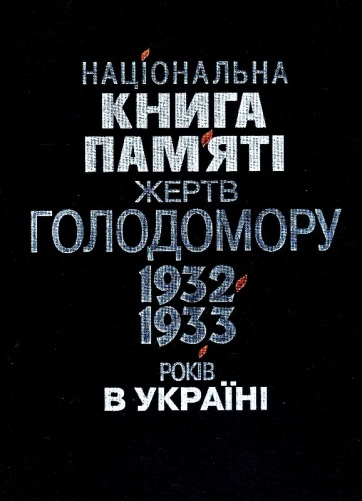 НАЦІОНАЛЬНА
КНИГА
ПАМ'ЯТІ
ЖЕРТВ
ГОЛОДОМОРУ
1932
1933
РОКІВ
В УКРАЇНІ